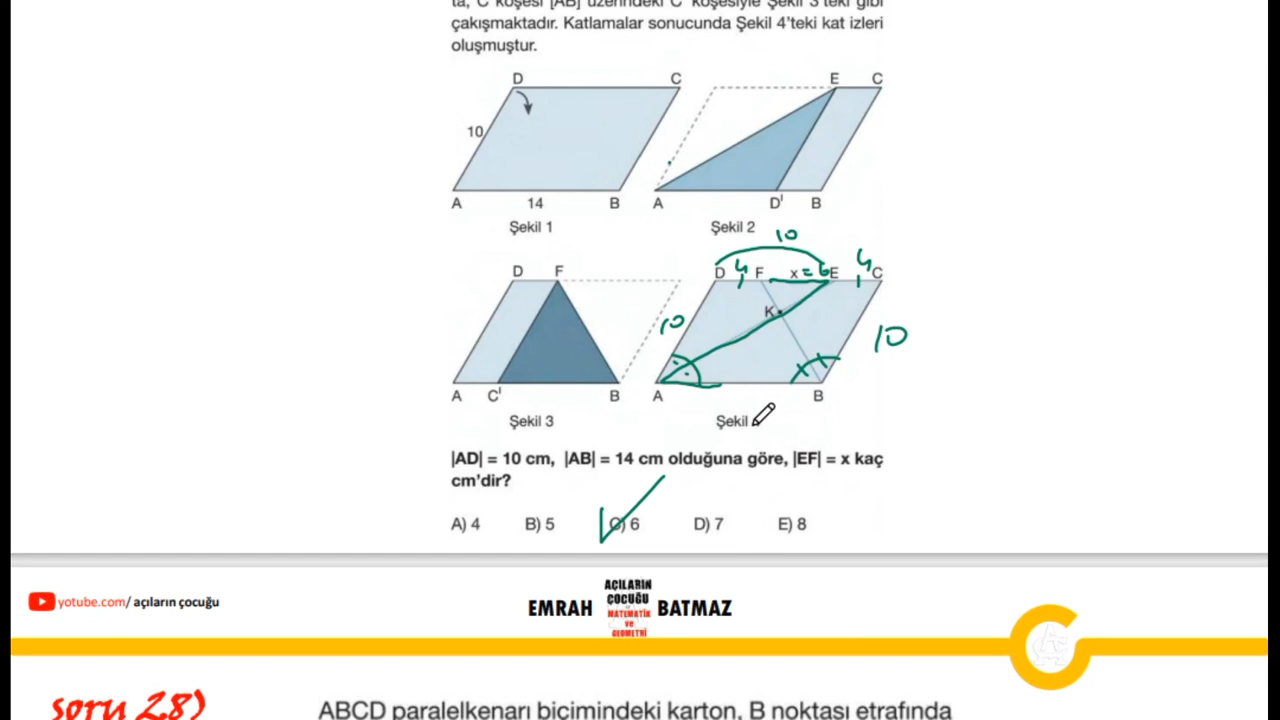 ta, C köşesi [AB] üzerindeki C' köşesiyle Şekil 3'teki gibi
çakışmaktadır. Katlamalar sonucunda Şekil 4'teki kat izleri
oluşmuştur.
D C E C
10
A 14 B A D' B
Şekil 1 Şekil 2
10
D F D 4 F x = 6 E 4 C
K
10 10
A C' B A B
Şekil 3 Şekil
|AD| = 10 cm, |AB| = 14 cm olduğuna göre, |EF| = x kaç
cm'dir?
A) 4 B) 5 C) 6 D) 7 E) 8
yotube.com/ açıların çocuğu
EMRAH AÇILARIN ÇOCUĞU MATEMATİK ve GEOMETRİ BATMAZ
soru 28)
ABCD paralelkenarı biçimindeki karton, B noktası etrafında